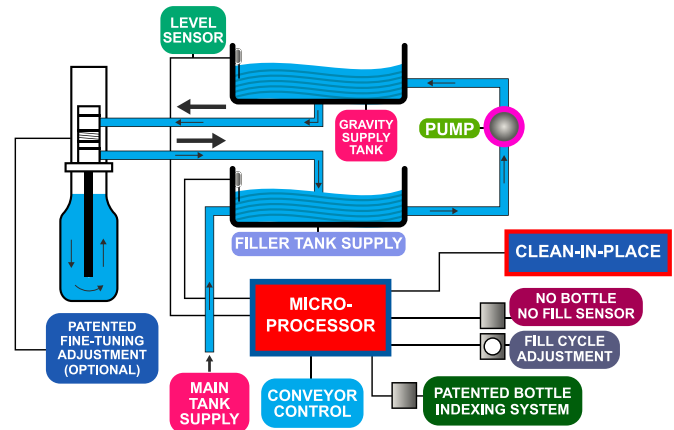 LEVEL
SENSOR
GRAVITY
SUPPLY
TANK
PUMP
FILLER TANK SUPPLY
CLEAN-IN-PLACE
MICRO-
PROCESSOR
NO BOTTLE
NO FILL SENSOR
PATENTED
FINE-TUNING
ADJUSTMENT
(OPTIONAL)
FILL CYCLE
ADJUSTMENT
MAIN
TANK
SUPPLY
CONVEYOR
CONTROL
PATENTED BOTTLE
INDEXING SYSTEM